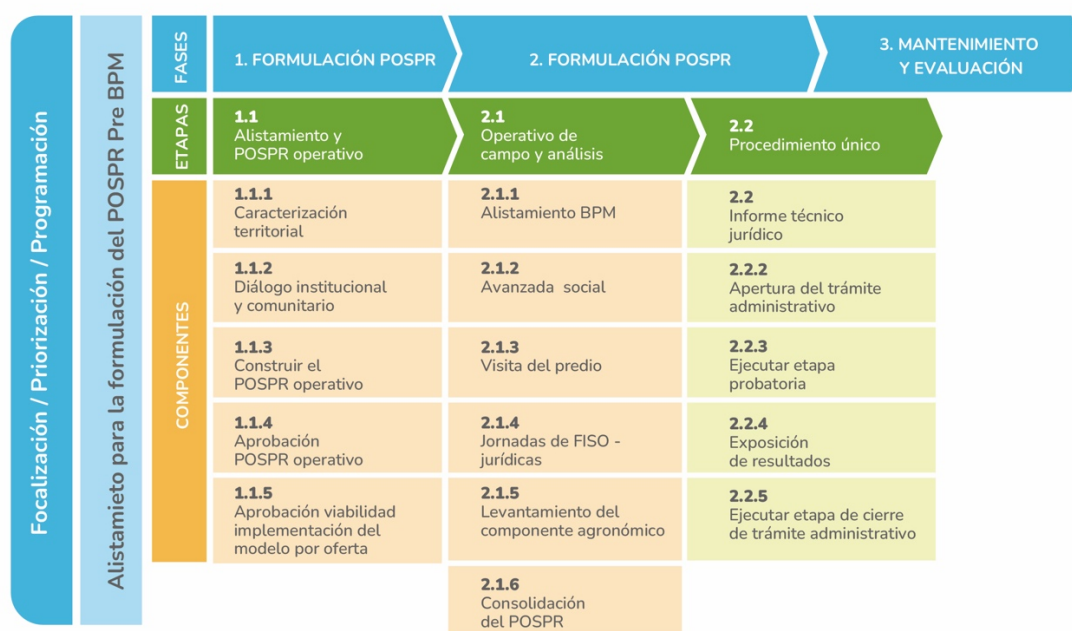 Focalización / Priorización / Programación
Alistamieto para la formulación del POSPR Pre BPM
FASES
1. FORMULACIÓN POSPR
2. FORMULACIÓN POSPR
3. MANTENIMIENTO
Y EVALUACIÓN
ETAPAS
1.1
Alistamiento y
POSPR operativo
2.1
Operativo de
campo y análisis
2.2
Procedimiento único
COMPONENTES
1.1.1
Caracterización
territorial
2.1.1
Alistamiento BPM
2.2
Informe técnico
jurídico
1.1.2
Diálogo institucional
y comunitario
2.1.2
Avanzada social
2.2.2
Apertura del trámite
administrativo
1.1.3
Construir el
POSPR operativo
2.1.3
Visita del predio
2.2.3
Ejecutar etapa
probatoria
1.1.4
Aprobación
POSPR operativo
2.1.4
Jornadas de FISO -
jurídicas
2.2.4
Exposición
de resultados
1.1.5
Aprobación viabilidad
implementación del
modelo por oferta
2.1.5
Levantamiento del
componente agronómico
2.2.5
Ejecutar etapa de cierre
de trámite administrativo
2.1.6
Consolidación
del POSPR